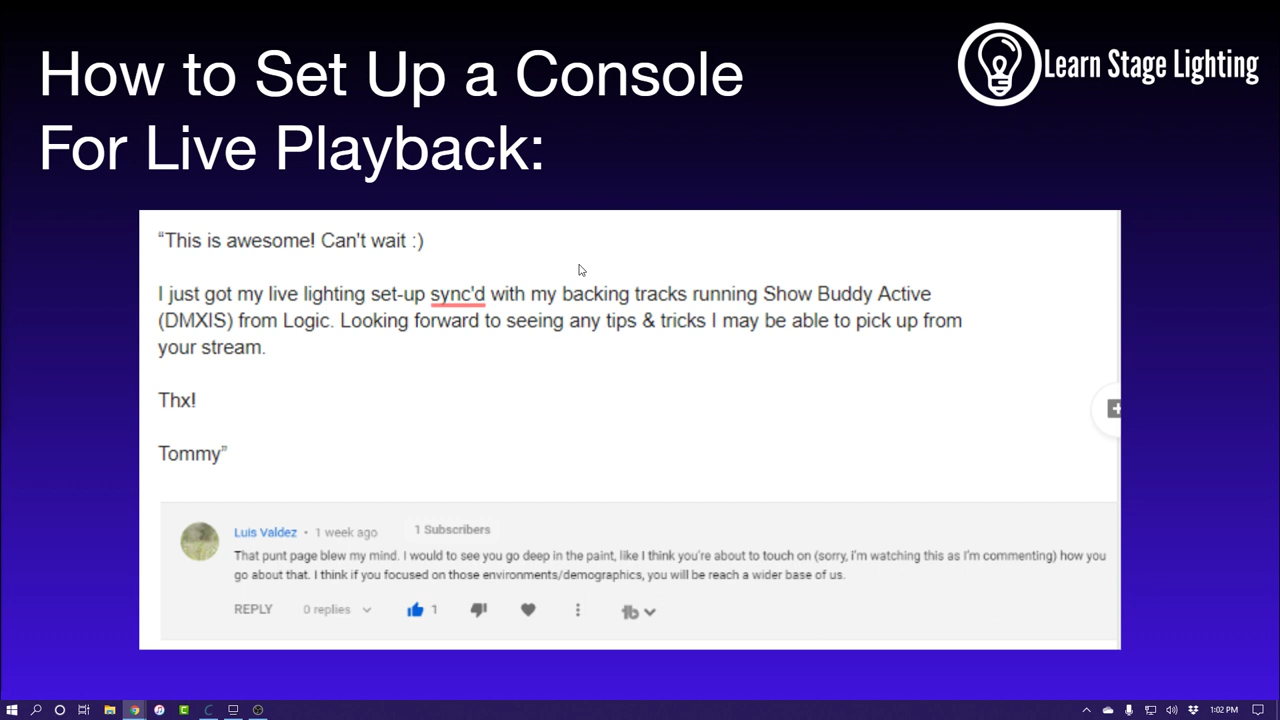 How to Set Up a Console
For Live Playback:
Learn Stage Lighting
“This is awesome! Can't wait :)
I just got my live lighting set-up sync'd with my backing tracks running Show Buddy Active
(DMXIS) from Logic. Looking forward to seeing any tips & tricks I may be able to pick up from
your stream.
Thx!
Tommy”
Luis Valdez • 1 week ago 1 Subscribers
That punt page blew my mind. I would to see you go deep in the paint, like I think you're about to touch on (sorry, i'm watching this as I'm commenting) how you
go about that. I think if you focused on those environments/demographics, you will be reach a wider base of us.
REPLY 0 replies 1 tb
1:02 PM